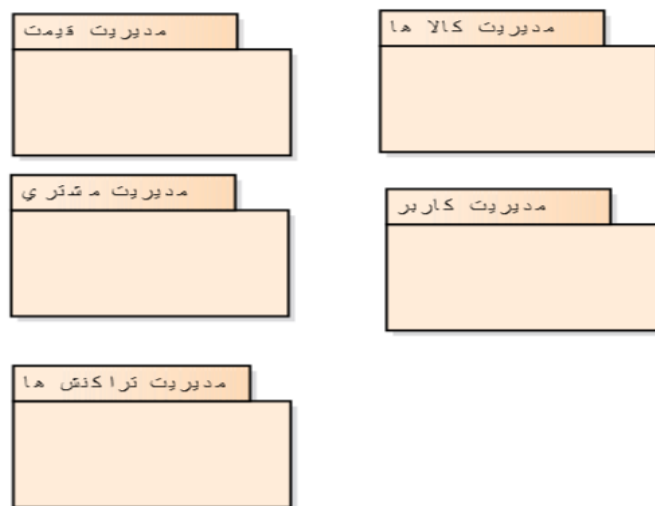 مدیریت کالا ها
مدیریت قیمت
مدیریت کاربر
مدیریت مشتري
مدیریت تراکنش ها